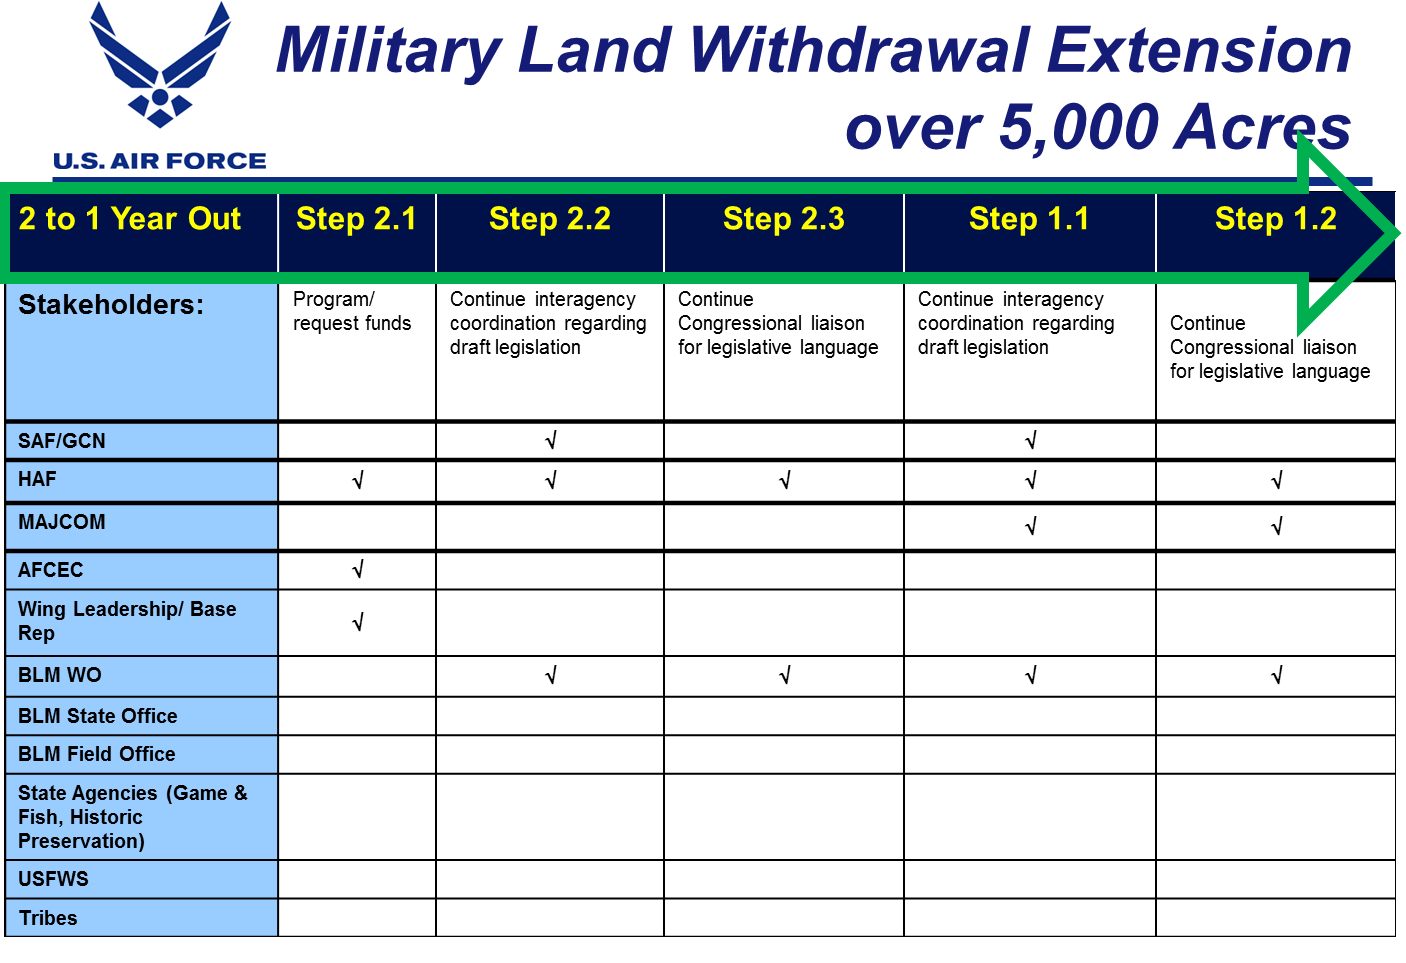 Military Land Withdrawal Extension
over 5,000 Acres
U.S. AIR FORCE
2 to 1 Year Out Step 2.1 Step 2.2 Step 2.3 Step 1.1 Step 1.2
Stakeholders:
Program/
request funds
Continue interagency
coordination regarding
draft legislation
Continue
Congressional liaison
for legislative language
Continue interagency
coordination regarding
draft legislation
Continue
Congressional liaison
for legislative language
SAF/GCN √ √
HAF √ √ √ √ √
MAJCOM √ √
AFCEC √
Wing Leadership/ Base
Rep √
BLM WO √ √ √ √
BLM State Office
BLM Field Office
State Agencies (Game &
Fish, Historic
Preservation)
USFWS
Tribes